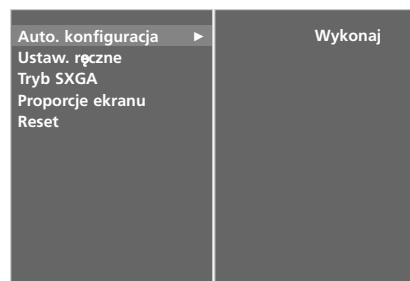 Auto. konfiguracja ► Wykonaj
Ustaw. ręczne
Tryb SXGA
Proporcje ekranu
Reset